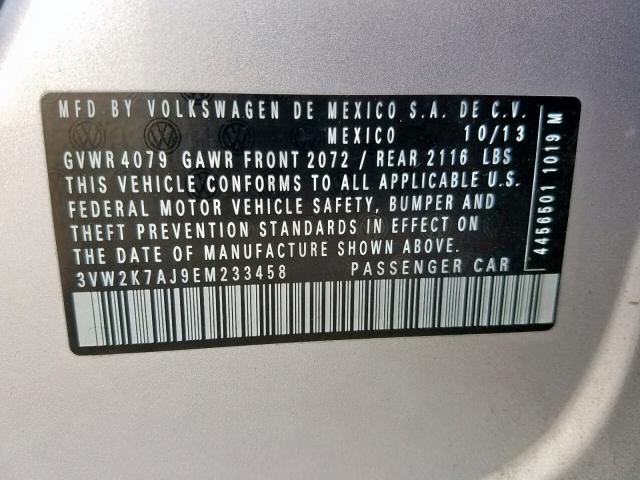 MFD BY VOLKSWAGEN DE MEXICO S.A. DE C.V.
MEXICO 10/13
GVWR 4079 GAWR FRONT 2072 / REAR 2116 LBS
THIS VEHICLE CONFORMS TO ALL APPLICABLE U.S.
FEDERAL MOTOR VEHICLE SAFETY, BUMPER AND
THEFT PREVENTION STANDARDS IN EFFECT ON
THE DATE OF MANUFACTURE SHOWN ABOVE.
3VW2K7AJ9EM233458 PASSENGER CAR
4456501 1019 M